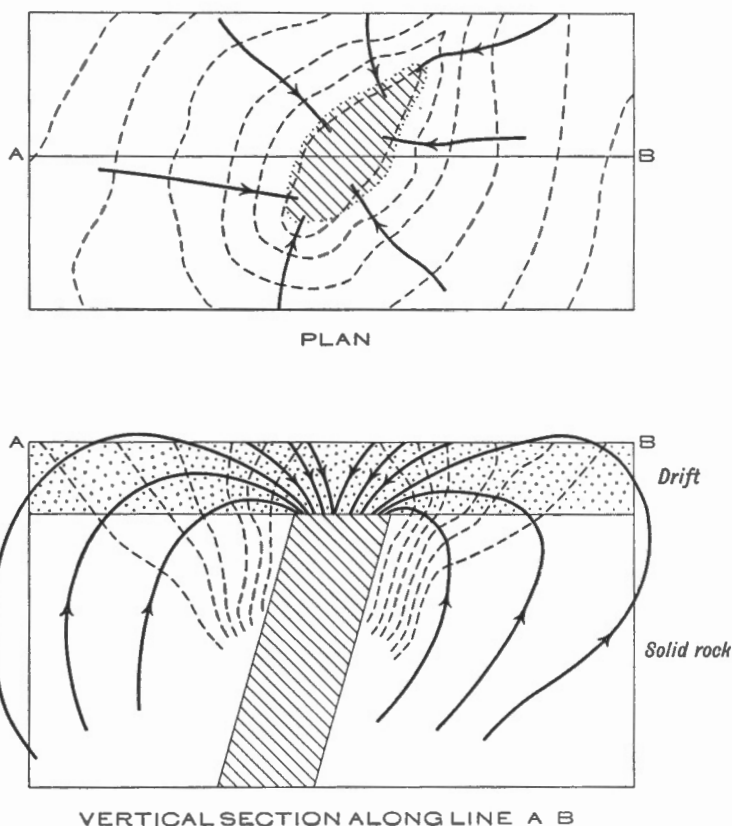 A B
PLAN
A B
Drift
Solid rock
VERTICAL SECTION ALONG LINE A B